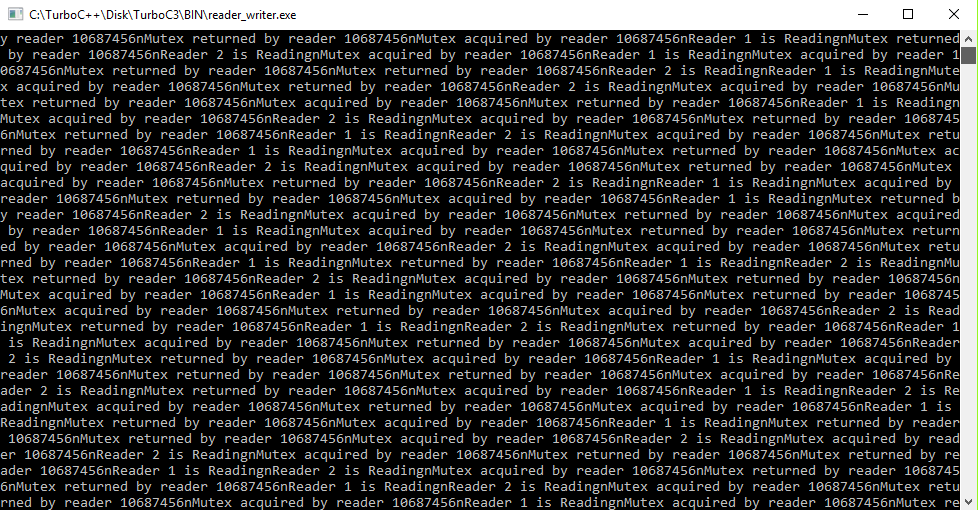 C:\TurboC++\Disk\TurboC3\BIN\reader_writer.exe
y reader 10687456nMutex returned by reader 10687456nMutex acquired by reader 10687456nReader 1 is ReadingnMutex returned
 by reader 10687456nReader 2 is ReadingnMutex acquired by reader 10687456nReader 1 is ReadingnMutex acquired by reader 1
0687456nMutex returned by reader 10687456nMutex returned by reader 10687456nReader 2 is ReadingnReader 1 is ReadingnMute
x acquired by reader 10687456nMutex returned by reader 10687456nReader 2 is ReadingnMutex acquired by reader 10687456nMu
tex returned by reader 10687456nMutex acquired by reader 10687456nMutex returned by reader 10687456nReader 1 is Readingn
Mutex acquired by reader 10687456nReader 2 is ReadingnMutex acquired by reader 10687456nMutex returned by reader 1068745
6nMutex returned by reader 10687456nReader 1 is ReadingnReader 2 is ReadingnMutex acquired by reader 10687456nMutex retu
rned by reader 10687456nReader 1 is ReadingnMutex acquired by reader 10687456nMutex returned by reader 10687456nMutex ac
quired by reader 10687456nReader 2 is ReadingnMutex acquired by reader 10687456nMutex returned by reader 10687456nMutex
acquired by reader 10687456nMutex returned by reader 10687456nReader 2 is ReadingnReader 1 is ReadingnMutex acquired by
reader 10687456nMutex returned by reader 10687456nMutex acquired by reader 10687456nReader 1 is ReadingnMutex returned b
y reader 10687456nReader 2 is ReadingnMutex acquired by reader 10687456nMutex returned by reader 10687456nMutex acquired
 by reader 10687456nReader 1 is ReadingnMutex acquired by reader 10687456nMutex returned by reader 10687456nMutex return
ed by reader 10687456nMutex acquired by reader 10687456nReader 2 is ReadingnMutex acquired by reader 10687456nMutex retu
rned by reader 10687456nReader 1 is ReadingnMutex returned by reader 10687456nReader 1 is ReadingnReader 2 is ReadingnMu
tex returned by reader 10687456nReader 2 is ReadingnMutex acquired by reader 10687456nMutex returned by reader 10687456n
Mutex acquired by reader 10687456nReader 1 is ReadingnMutex acquired by reader 10687456nMutex returned by reader 1068745
6nMutex acquired by reader 10687456nMutex returned by reader 10687456nMutex acquired by reader 10687456nReader 2 is Read
ingnMutex returned by reader 10687456nReader 1 is ReadingnReader 2 is ReadingnMutex returned by reader 10687456nReader 1
 is ReadingnMutex acquired by reader 10687456nMutex returned by reader 10687456nMutex acquired by reader 10687456nReader
 2 is ReadingnMutex returned by reader 10687456nMutex acquired by reader 10687456nReader 1 is ReadingnMutex acquired by
reader 10687456nMutex returned by reader 10687456nMutex returned by reader 10687456nMutex acquired by reader 10687456nRe
ader 2 is ReadingnMutex returned by reader 10687456nMutex acquired by reader 10687456nReader 1 is ReadingnReader 2 is Re
adingnMutex acquired by reader 10687456nMutex returned by reader 10687456nMutex acquired by reader 10687456nReader 1 is
ReadingnMutex returned by reader 10687456nMutex acquired by reader 10687456nReader 1 is ReadingnMutex returned by reader
 10687456nMutex returned by reader 10687456nMutex acquired by reader 10687456nReader 2 is ReadingnMutex acquired by read
er 10687456nReader 2 is ReadingnMutex acquired by reader 10687456nMutex returned by reader 10687456nMutex returned by re
ader 10687456nReader 1 is ReadingnReader 2 is ReadingnMutex acquired by reader 10687456nMutex returned by reader 1068745
6nMutex returned by reader 10687456nReader 1 is ReadingnReader 2 is ReadingnMutex acquired by reader 10687456nMutex retu
rned by reader 10687456nMutex acquired by reader 10687456nReader 1 is ReadingnMutex acquired by reader 10687456nMutex re